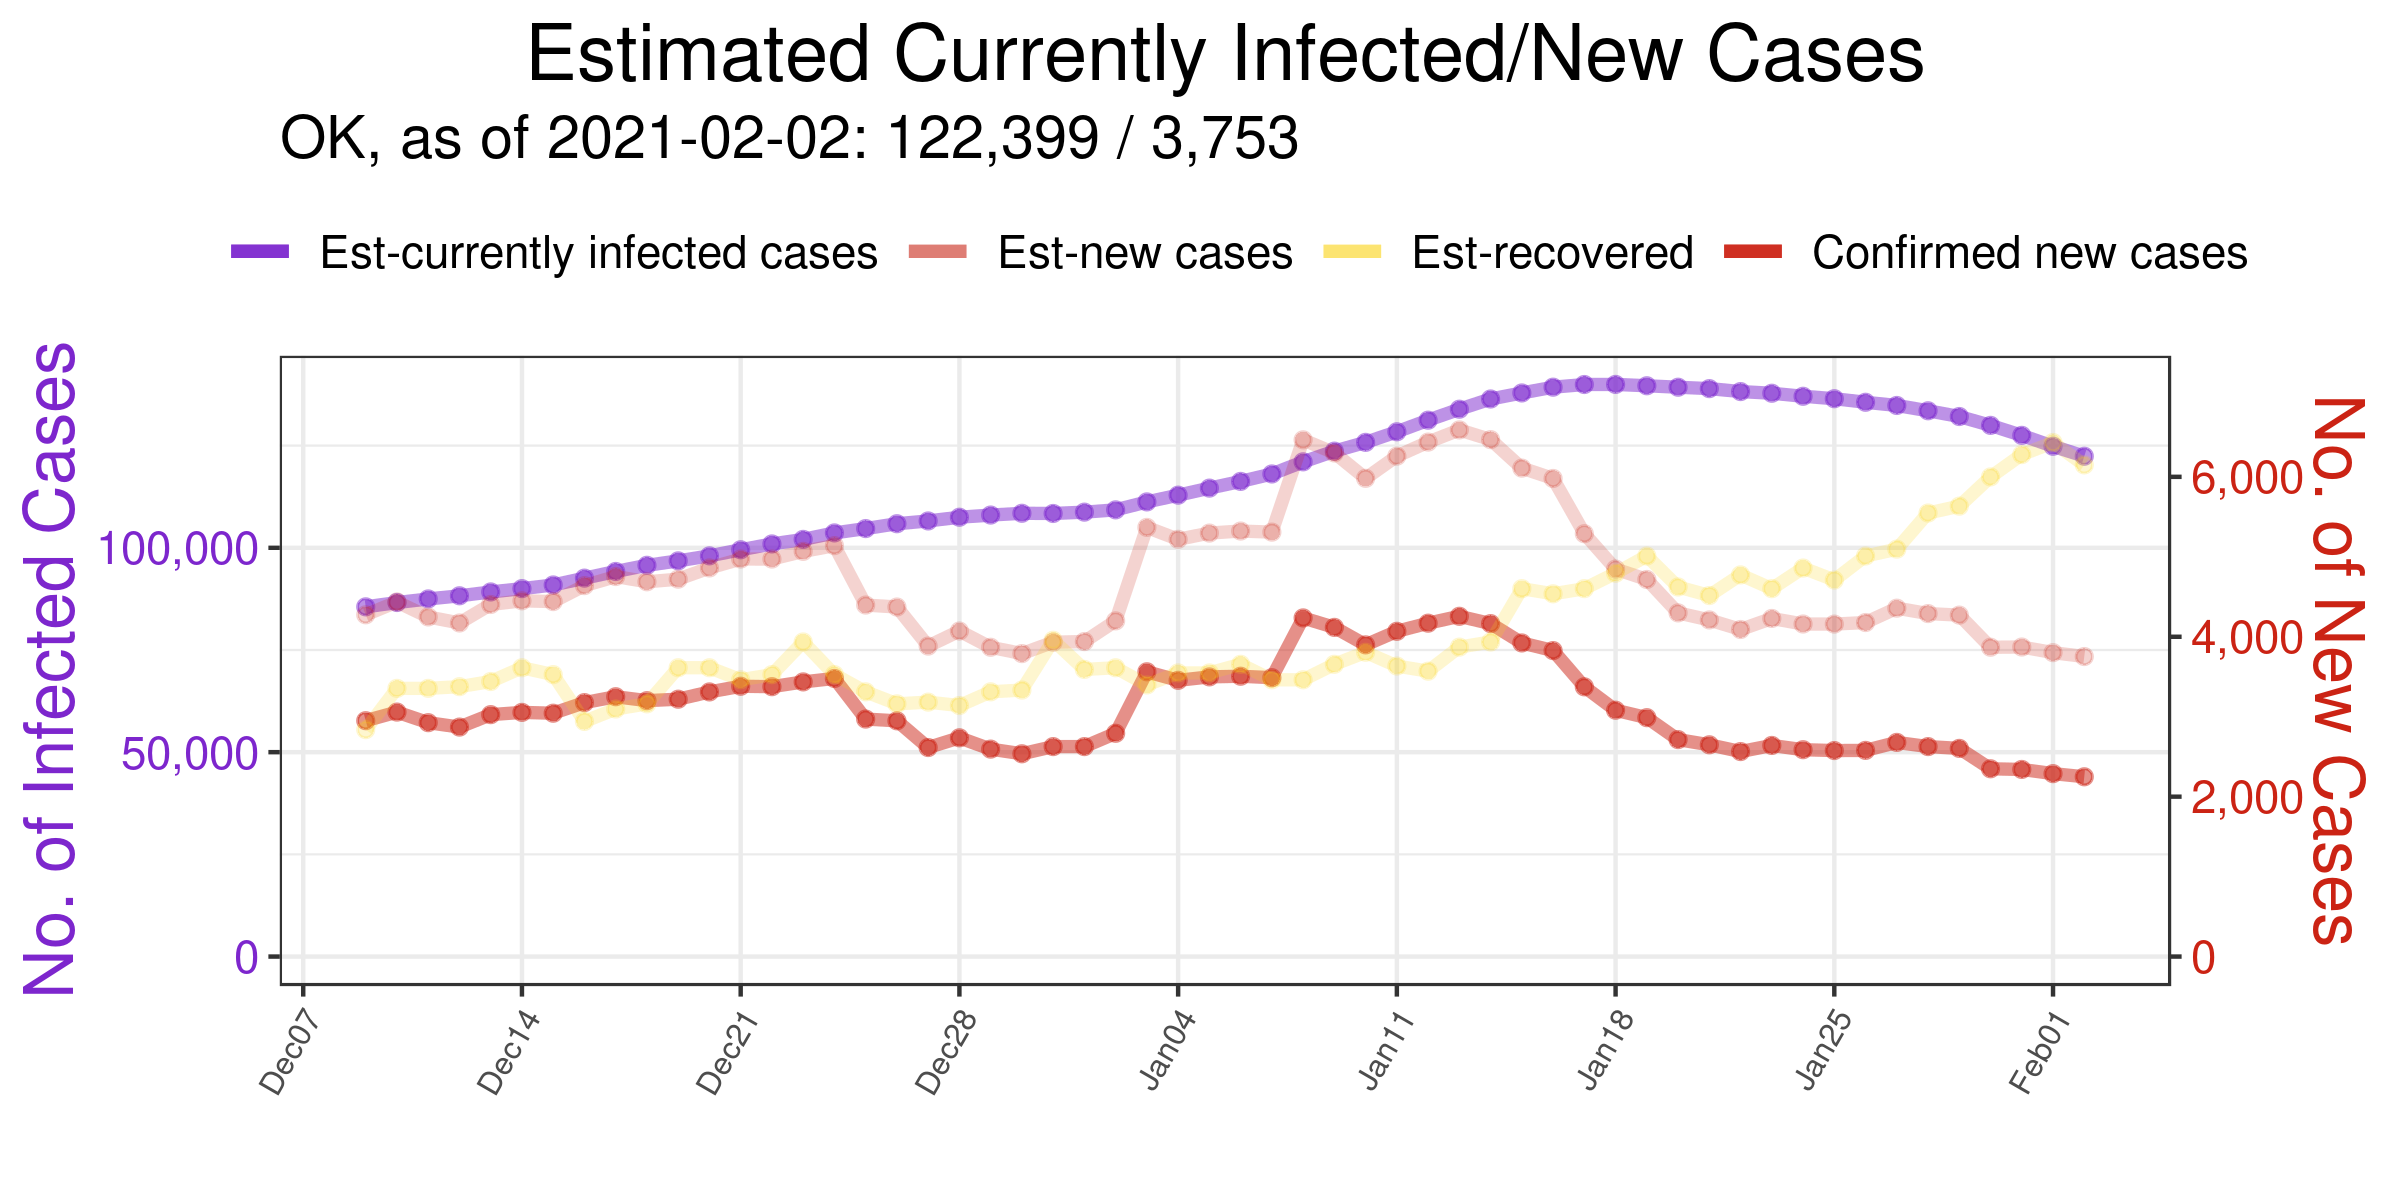 Estimated Currently Infected/New Cases
OK, as of 2021-02-02: 122,399 / 3,753
Est-currently infected cases Est-new cases Est-recovered Confirmed new cases
No. of Infected Cases
100,000
50,000
0
No. of New Cases
6,000
4,000
2,000
0
Dec07 Dec14 Dec21 Dec28 Jan04 Jan11 Jan18 Jan25 Feb01